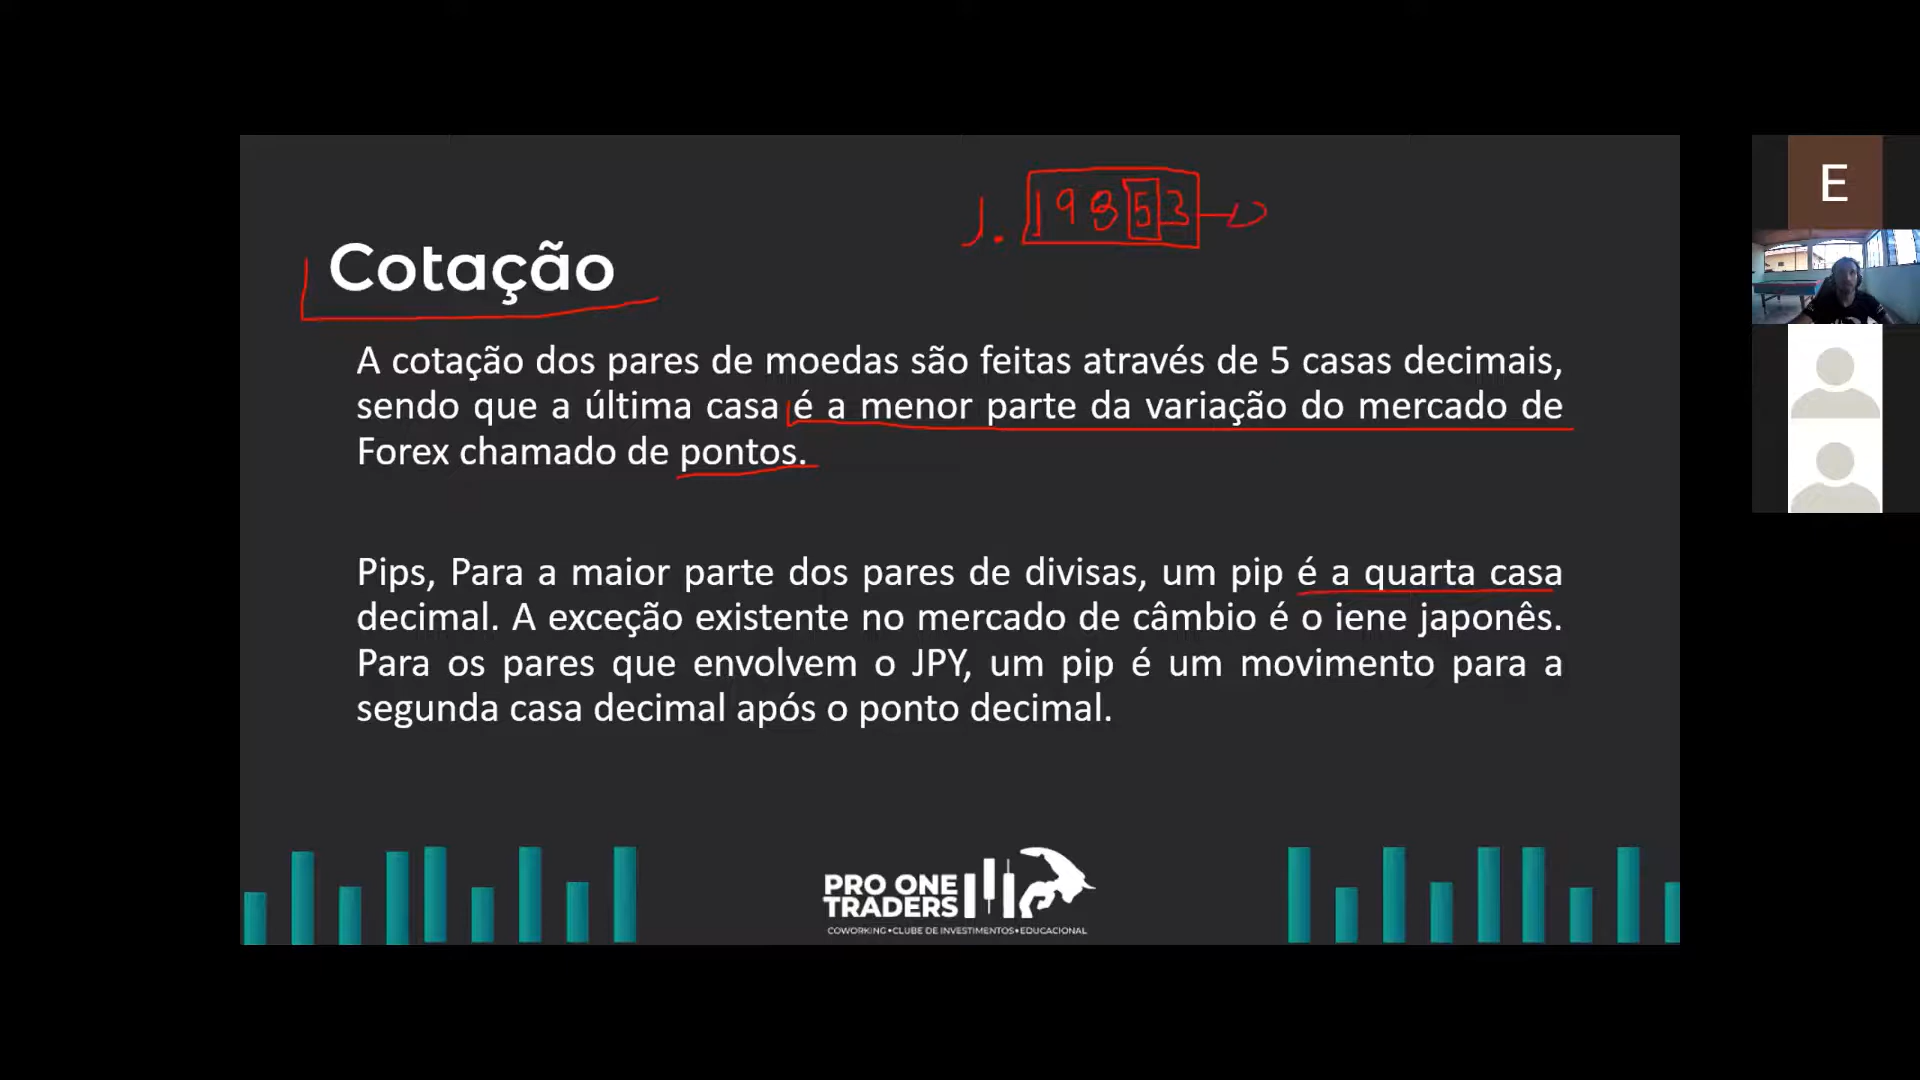 1.19853
E
Cotação
A cotação dos pares de moedas são feitas através de 5 casas decimais,
sendo que a última casa é a menor parte da variação do mercado de
Forex chamado de pontos.
Pips, Para a maior parte dos pares de divisas, um pip é a quarta casa
decimal. A exceção existente no mercado de câmbio é o iene japonês.
Para os pares que envolvem o JPY, um pip é um movimento para a
segunda casa decimal após o ponto decimal.
PRO ONE
TRADERS
COWORKING•CLUBE DE INVESTIMENTOS•EDUCACIONAL